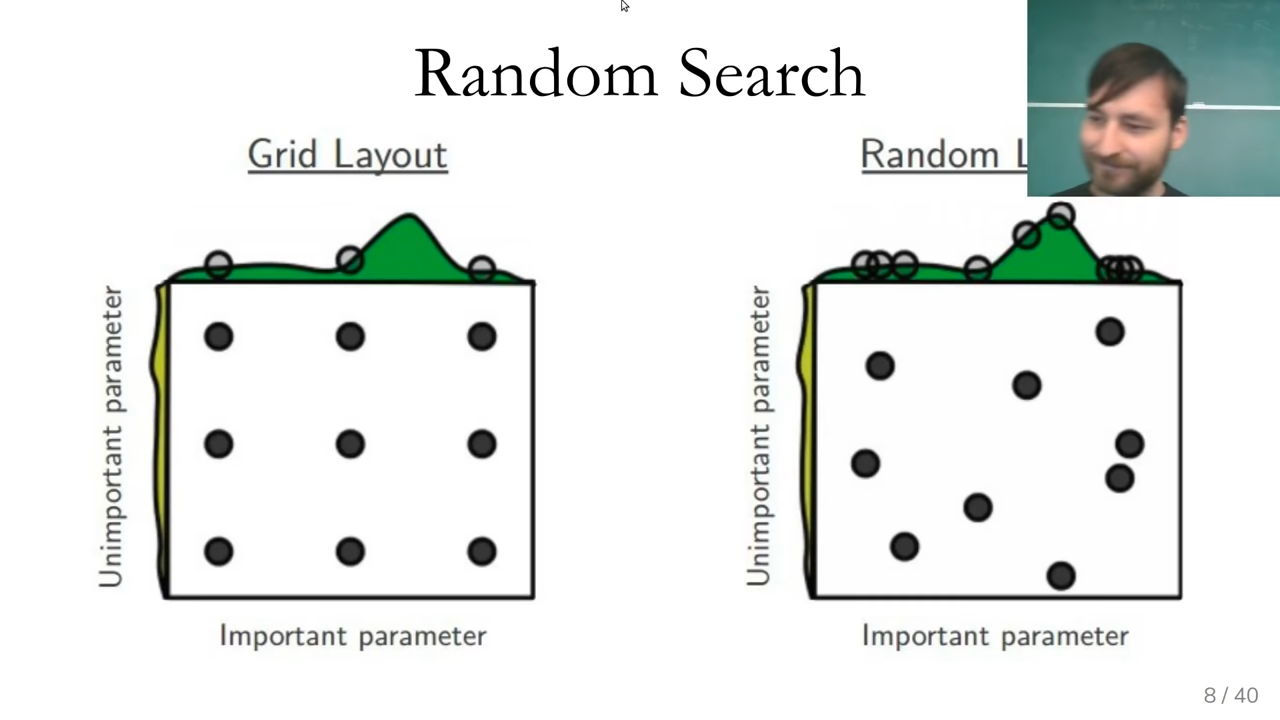 Random Search
Grid Layout
Random L
Unimportant parameter
Important parameter
Unimportant parameter
Important parameter
8 / 40